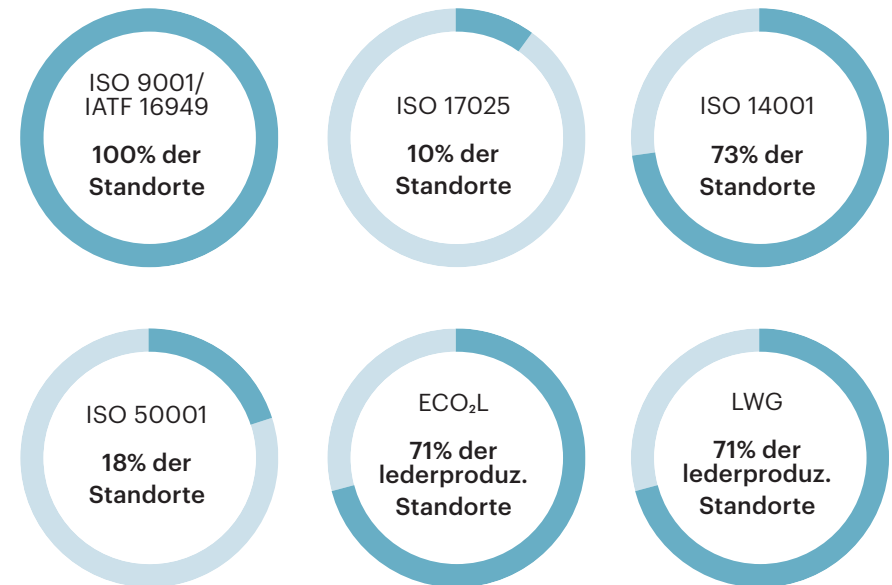 ISO 9001/
IATF 16949
100% der
Standorte
ISO 17025
10% der
Standorte
ISO 14001
73% der
Standorte
ISO 50001
18% der
Standorte
ECO₂L
71% der
lederproduz.
Standorte
LWG
71% der
lederproduz.
Standorte